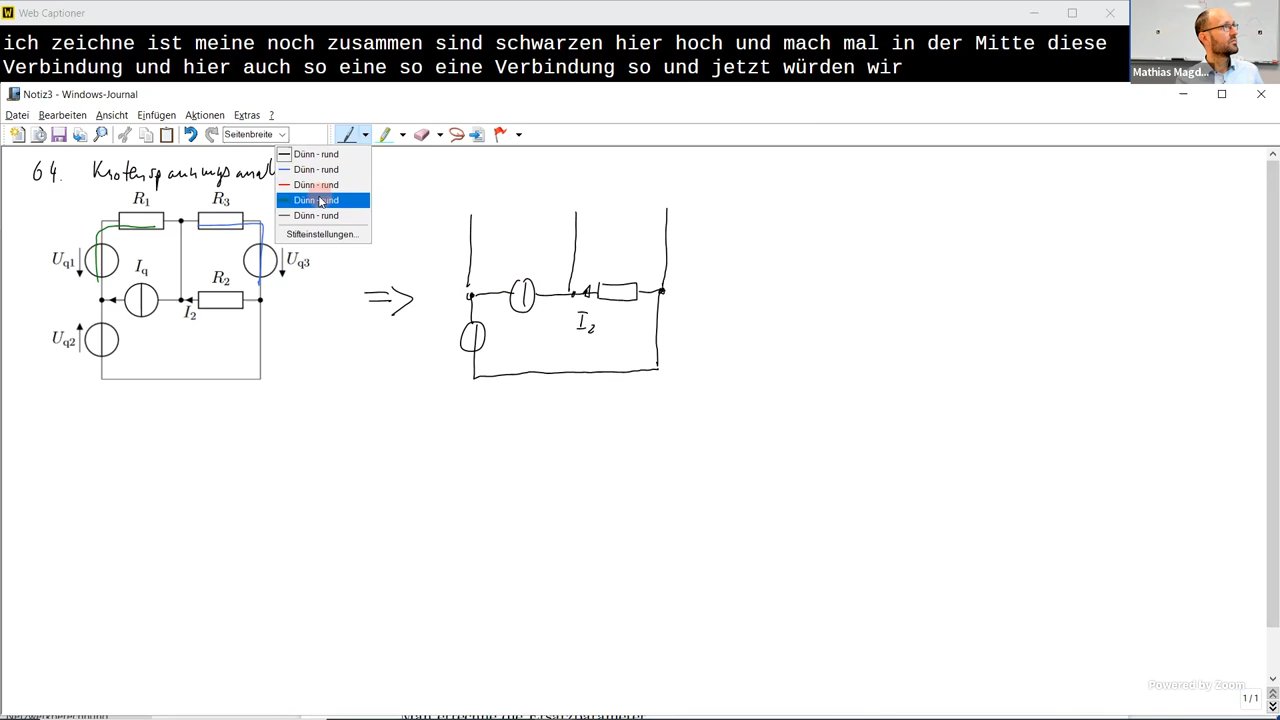 Web Captioner
ich zeichne ist meine noch zusammen sind schwarzen hier hoch und mach mal in der Mitte diese
Verbindung und hier auch so eine so eine Verbindung so und jetzt würden wir
Mathias Magd...
Notiz3 - Windows-Journal
Datei Bearbeiten Ansicht Einfügen Aktionen Extras ?
Seitenbreite
Dünn - rund
Dünn - rund
Dünn - rund
Dünn - rund
Dünn - rund
Stifteinstellungen...
64.
R1 R3
Uq1 Iq Uq3
R2
I2
Uq2
=>
I2
Powered by Zoom
1 / 1